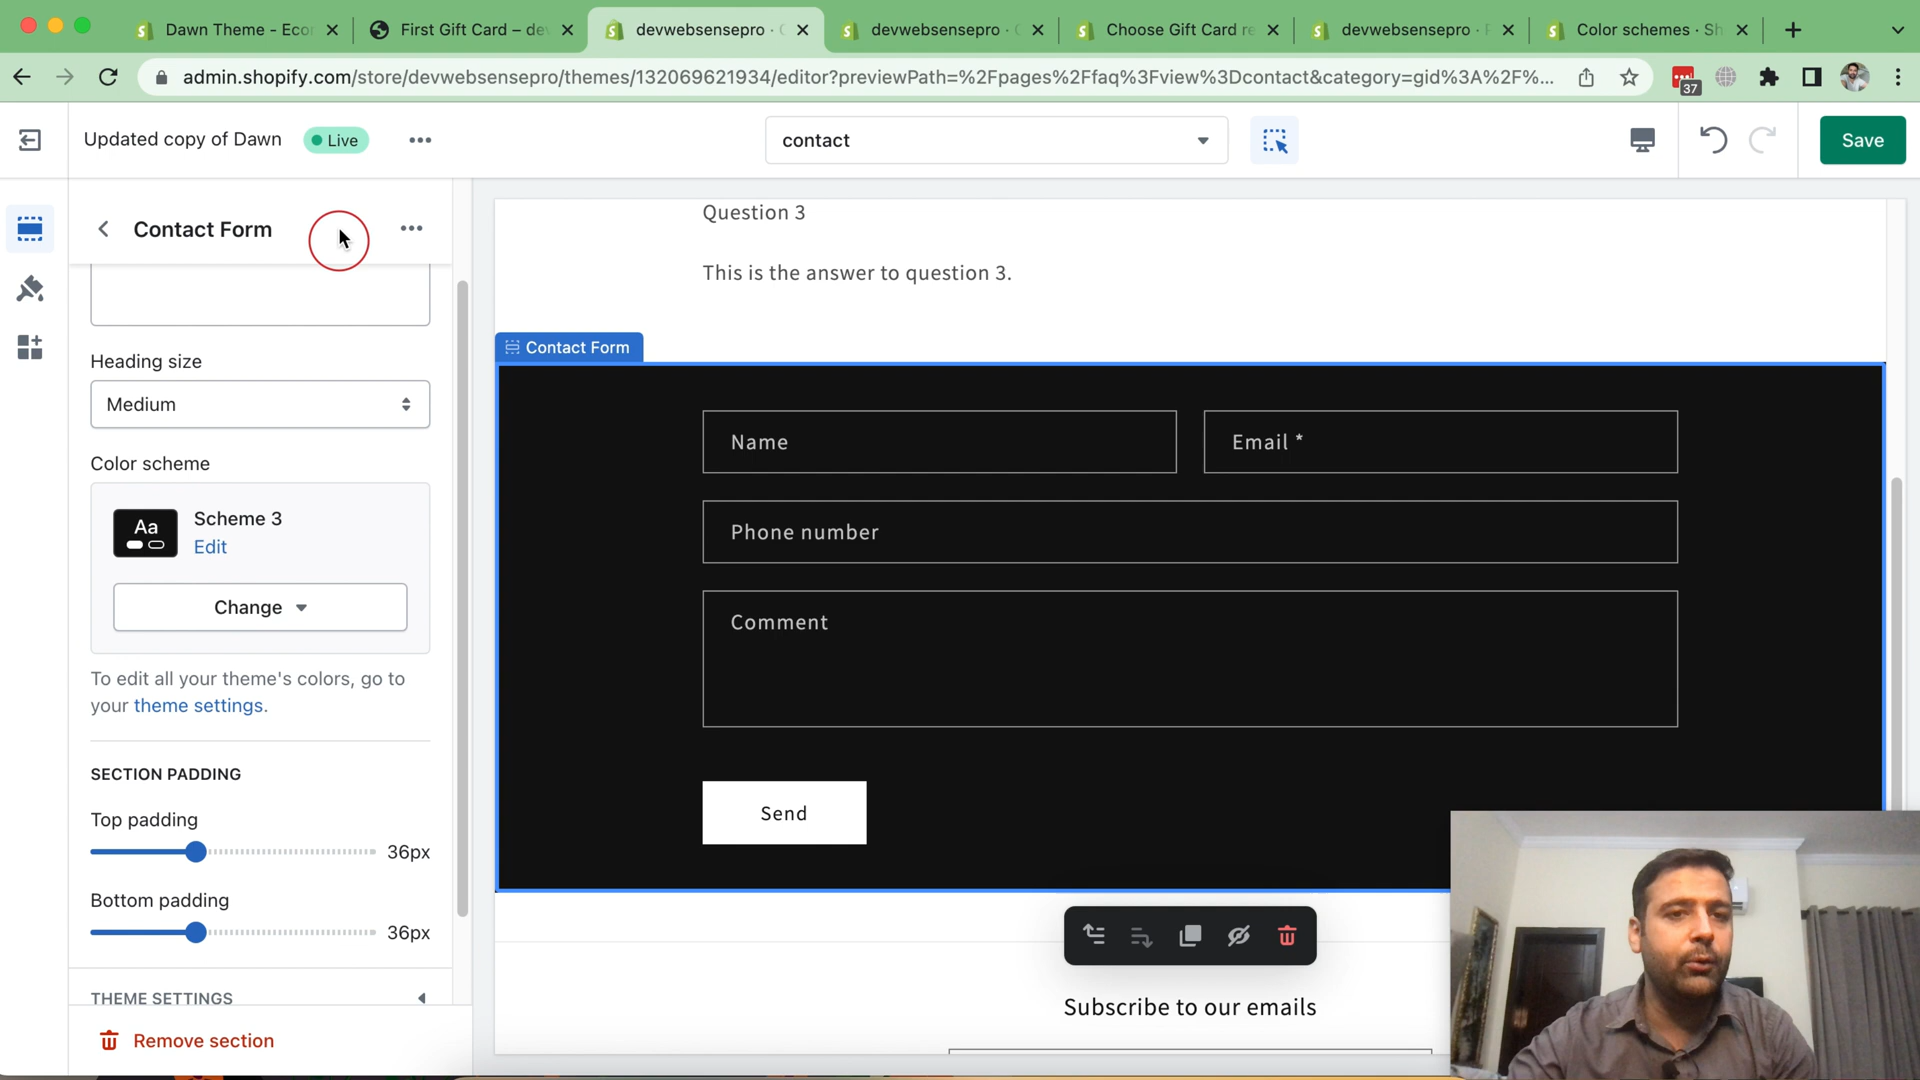 Dawn Theme - Eco
First Gift Card – de
devwebsensepro ·
devwebsensepro ·
Choose Gift Card re
devwebsensepro ·
Color schemes · Sh
admin.shopify.com/store/devwebsensepro/themes/132069621934/editor?previewPath=%2Fpages%2Ffaq%3Fview%3Dcontact&category=gid%3A%2F%...
37
Updated copy of Dawn
Live
contact
Save
Contact Form
Heading size
Medium
Color scheme
Aa
Scheme 3
Edit
Change
To edit all your theme's colors, go to
your theme settings.
SECTION PADDING
Top padding
36px
Bottom padding
36px
THEME SETTINGS
Remove section
Question 3
This is the answer to question 3.
Contact Form
Name
Email *
Phone number
Comment
Send
Subscribe to our emails